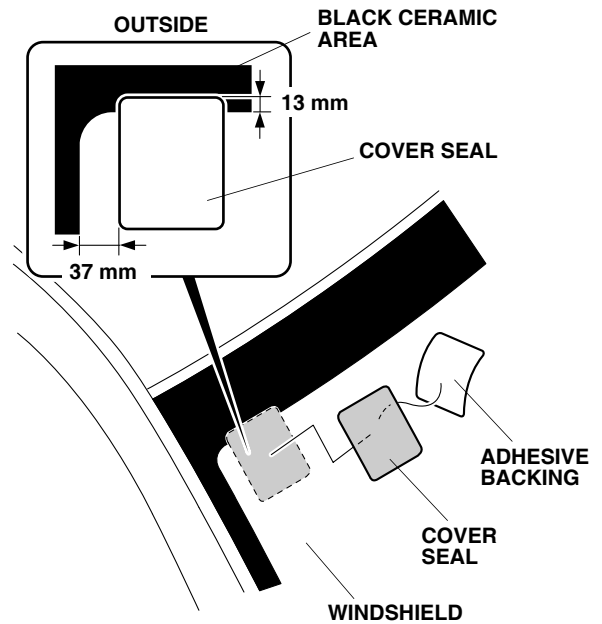 OUTSIDE
BLACK CERAMIC
AREA
13 mm
COVER SEAL
37 mm
ADHESIVE
BACKING
COVER
SEAL
WINDSHIELD